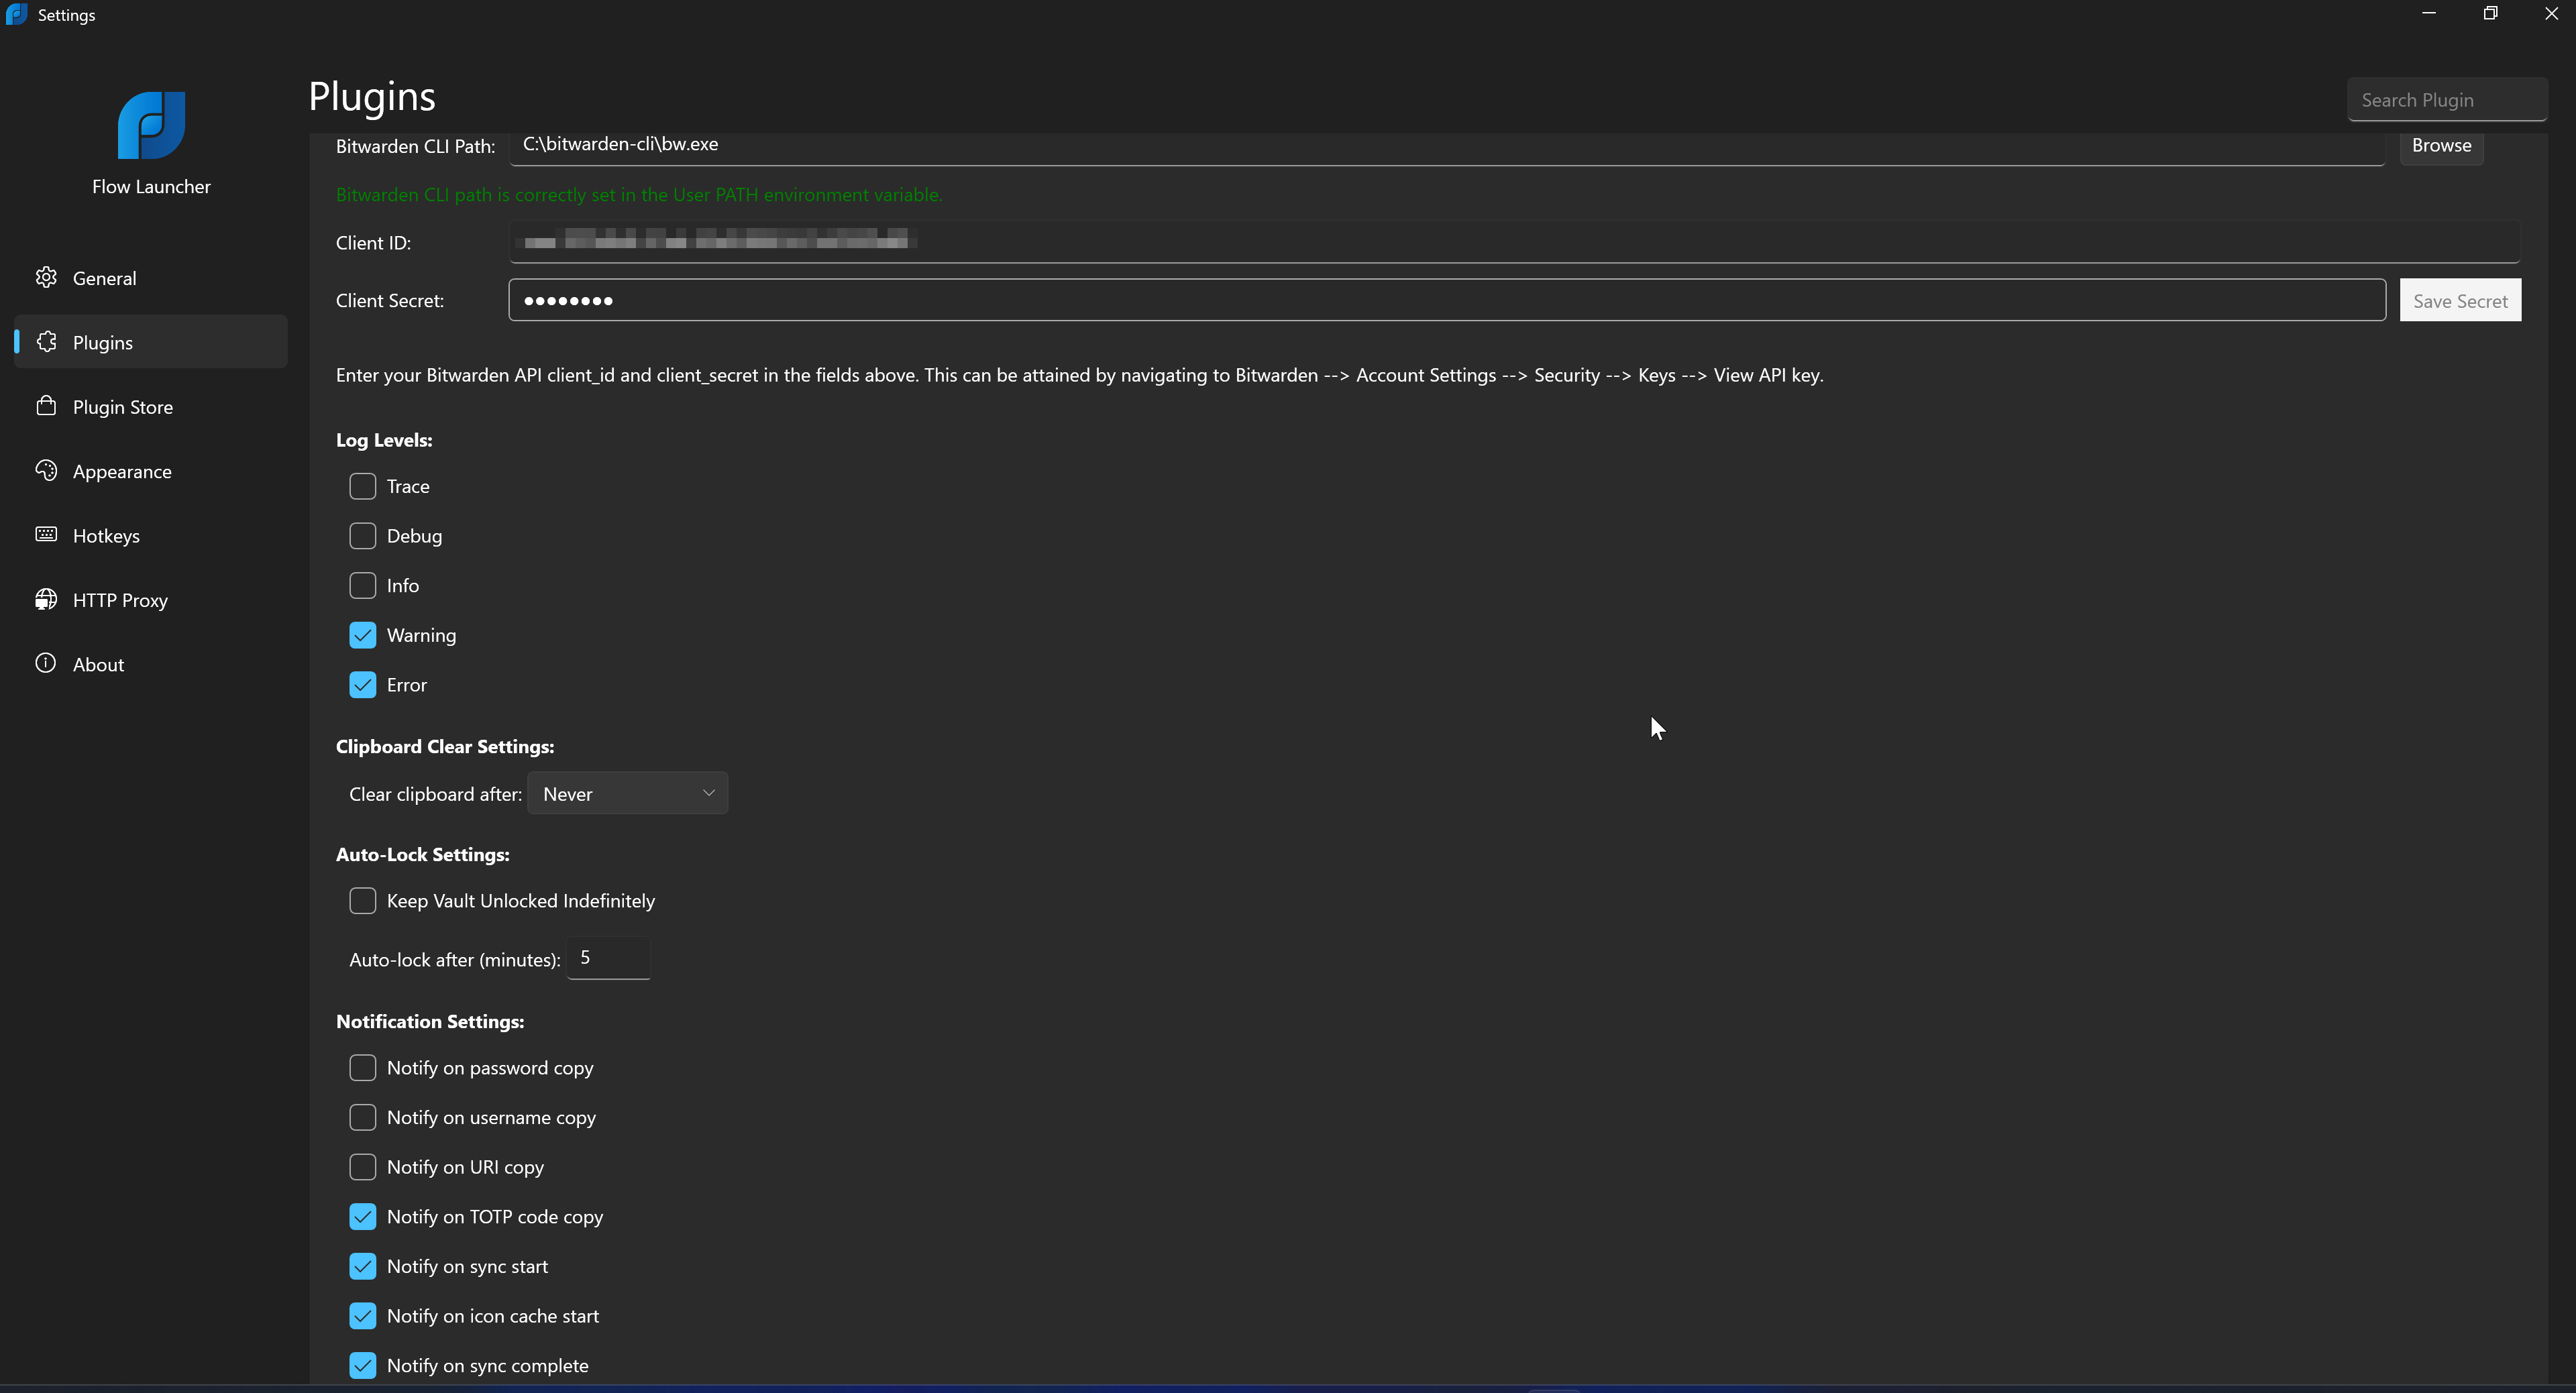 Settings
Flow Launcher
General
Plugins
Plugin Store
Appearance
Hotkeys
HTTP Proxy
About
Plugins
Search Plugin
Bitwarden CLI Path: C:\bitwarden-cli\bw.exe Browse
Bitwarden CLI path is correctly set in the User PATH environment variable.
Client ID:
Client Secret: ●●●●●●●● Save Secret
Enter your Bitwarden API client_id and client_secret in the fields above. This can be attained by navigating to Bitwarden --> Account Settings --> Security --> Keys --> View API key.
Log Levels:
Trace
Debug
Info
Warning
Error
Clipboard Clear Settings:
Clear clipboard after: Never
Auto-Lock Settings:
Keep Vault Unlocked Indefinitely
Auto-lock after (minutes): 5
Notification Settings:
Notify on password copy
Notify on username copy
Notify on URI copy
Notify on TOTP code copy
Notify on sync start
Notify on icon cache start
Notify on sync complete